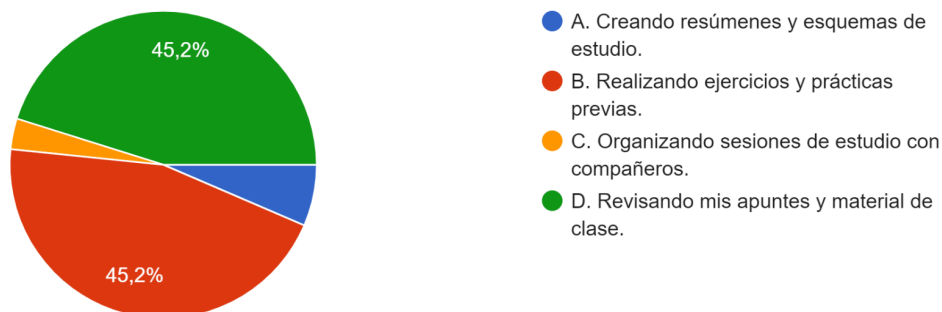 45,2%
45,2%
A. Creando resúmenes y esquemas de
estudio.
B. Realizando ejercicios y prácticas
previas.
C. Organizando sesiones de estudio con
compañeros.
D. Revisando mis apuntes y material de
clase.